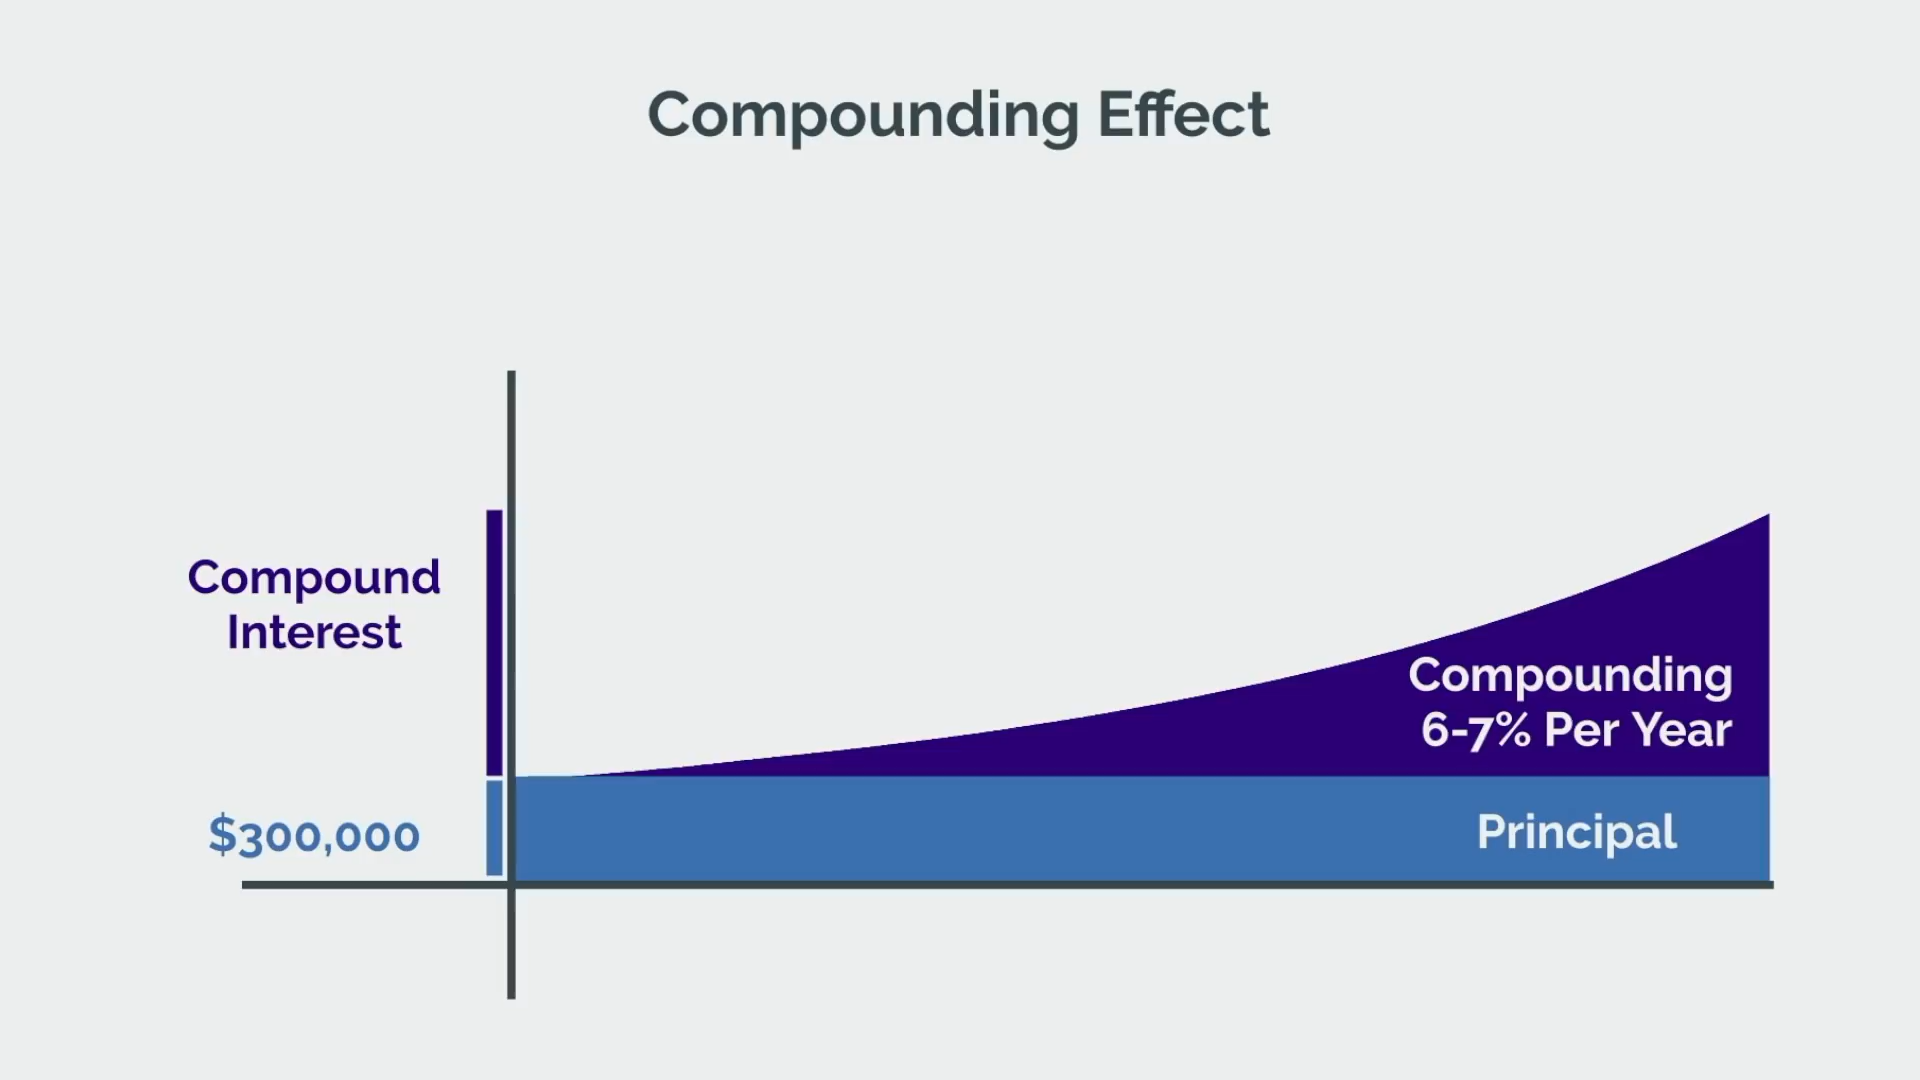 Compounding Effect
Compound
Interest
Compounding
6-7% Per Year
$300,000
Principal